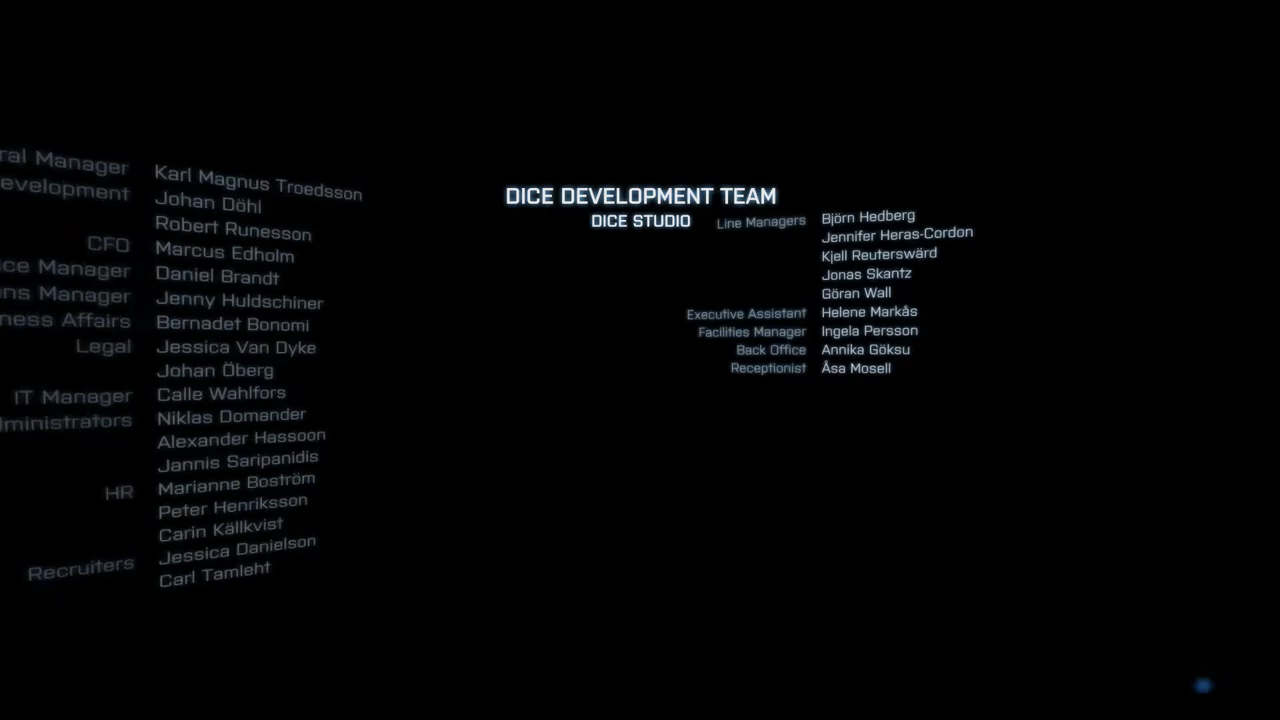 ral Manager Karl Magnus Troedsson
evelopment Johan Döhl
Robert Runesson
CFO Marcus Edholm
ice Manager Daniel Brandt
ns Manager Jenny Huldschiner
ness Affairs Bernadet Bonomi
Legal Jessica Van Dyke
Johan Öberg
IT Manager Calle Wahlfors
ministrators Niklas Domander
Alexander Hassoon
Jannis Saripanidis
HR Marianne Boström
Peter Henriksson
Carin Källkvist
Recruiters Jessica Danielson
Carl Tamleht
DICE DEVELOPMENT TEAM
DICE STUDIO Line Managers Björn Hedberg
Jennifer Heras-Cordon
Kjell Reuterswärd
Jonas Skantz
Göran Wall
Executive Assistant Helene Markås
Facilities Manager Ingela Persson
Back Office Annika Göksu
Receptionist Åsa Mosell